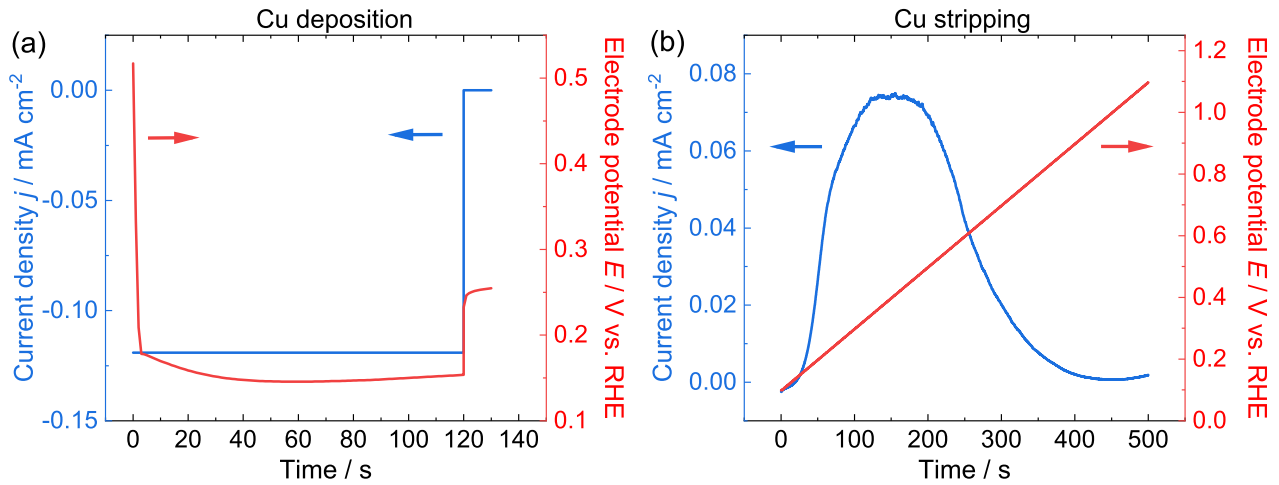 Cu deposition
(a)
Current density j / mA cm-2
0.00
-0.05
-0.10
-0.15
0 20 40 60 80 100 120 140
Time / s
0.5
0.4
0.3
0.2
0.1
Electrode potential E / V vs. RHE
Cu stripping
(b)
Current density j / mA cm-2
0.08
0.06
0.04
0.02
0.00
0 100 200 300 400 500
Time / s
1.2
1.0
0.8
0.6
0.4
0.2
0.0
Electrode potential E / V vs. RHE